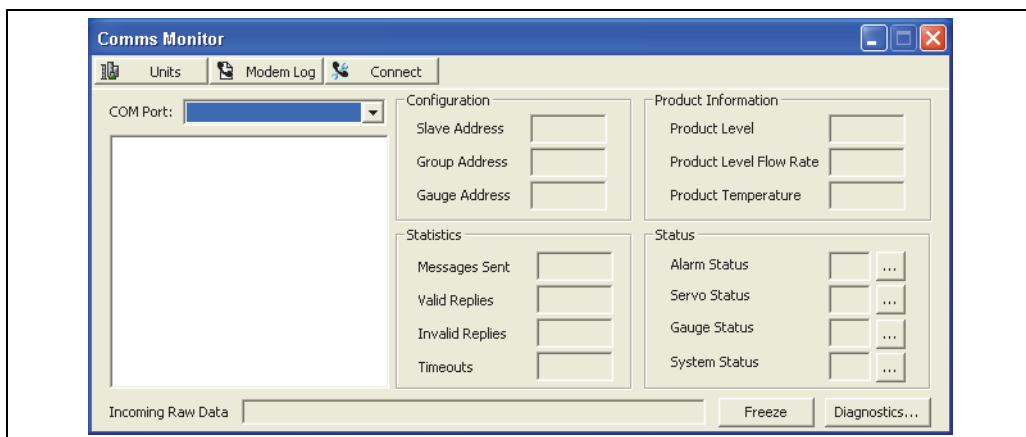 Comms Monitor
Units Modem Log Connect
COM Port:
Configuration
Slave Address
Group Address
Gauge Address
Product Information
Product Level
Product Level Flow Rate
Product Temperature
Statistics
Messages Sent
Valid Replies
Invalid Replies
Timeouts
Status
Alarm Status ...
Servo Status ...
Gauge Status ...
System Status ...
Incoming Raw Data Freeze Diagnostics...